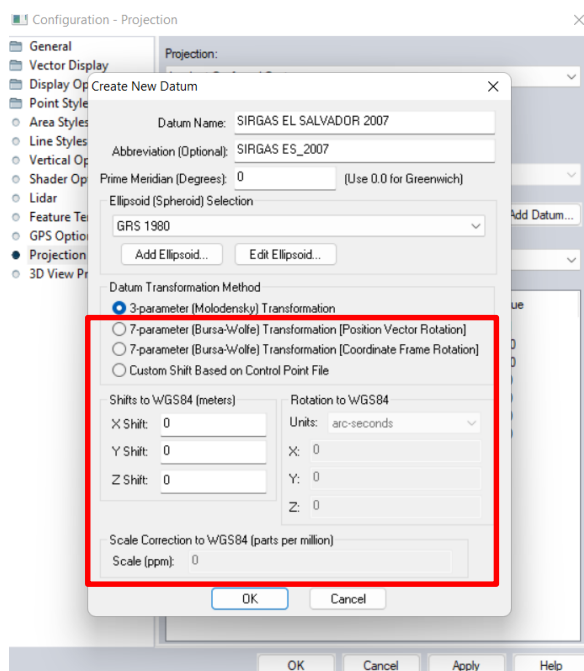 Configuration - Projection
General
Vector Display
Display Op
Point Style
Area Styles
Line Styles
Vertical Op
Shader Op
Lidar
Feature Te
GPS Optio
Projection
3D View Pr
Projection:
Add Datum...
ue
Create New Datum
Datum Name: SIRGAS EL SALVADOR 2007
Abbreviation (Optional): SIRGAS ES_2007
Prime Meridian (Degrees): 0 (Use 0.0 for Greenwich)
Ellipsoid (Spheroid) Selection
GRS 1980
Add Ellipsoid... Edit Ellipsoid...
Datum Transformation Method
3-parameter (Molodensky) Transformation
7-parameter (Bursa-Wolfe) Transformation [Position Vector Rotation]
7-parameter (Bursa-Wolfe) Transformation [Coordinate Frame Rotation]
Custom Shift Based on Control Point File
Shifts to WGS84 (meters)
X Shift: 0
Y Shift: 0
Z Shift: 0
Rotation to WGS84
Units: arc-seconds
X: 0
Y: 0
Z: 0
Scale Correction to WGS84 (parts per million)
Scale (ppm): 0
OK Cancel
OK Cancel Apply Help